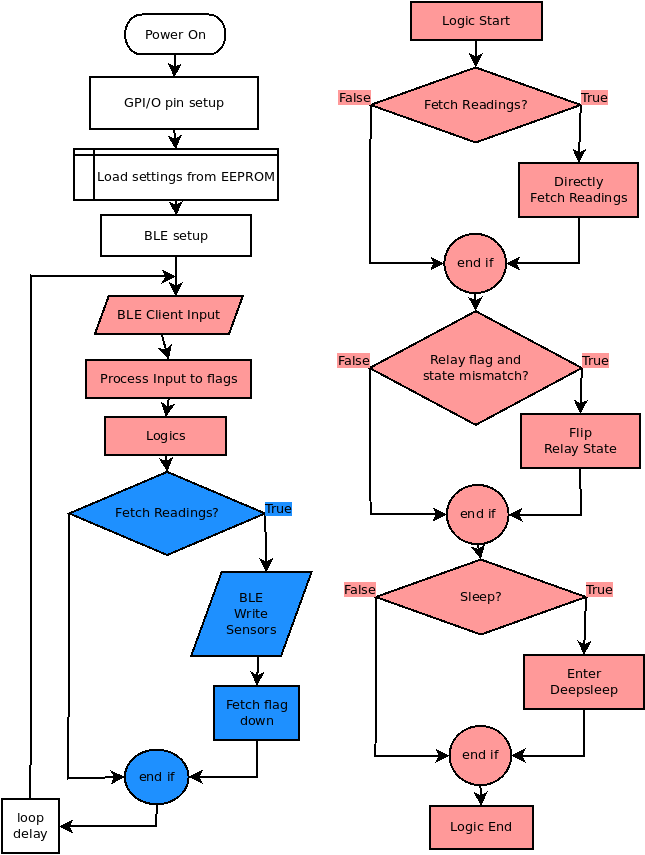 Power On
GPI/O pin setup
Load settings from EEPROM
BLE setup
BLE Client Input
Process Input to flags
Logics
Fetch Readings?
True
BLE
Write
Sensors
Fetch flag
down
end if
loop
delay
Logic Start
False
Fetch Readings?
True
Directly
Fetch Readings
end if
False
Relay flag and
state mismatch?
True
Flip
Relay State
end if
False
Sleep?
True
Enter
Deepsleep
end if
Logic End